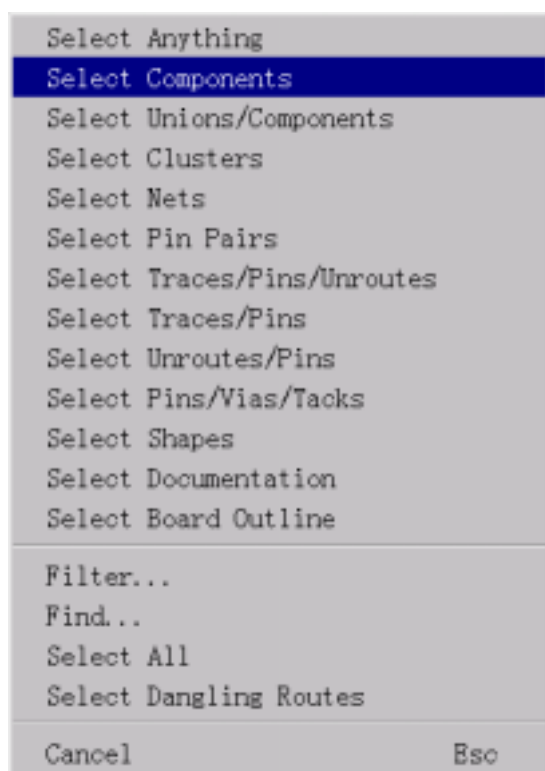 Select Anything
Select Components
Select Unions/Components
Select Clusters
Select Nets
Select Pin Pairs
Select Traces/Pins/Unroutes
Select Traces/Pins
Select Unroutes/Pins
Select Pins/Vias/Tacks
Select Shapes
Select Documentation
Select Board Outline
Filter...
Find...
Select All
Select Dangling Routes
Cancel Esc